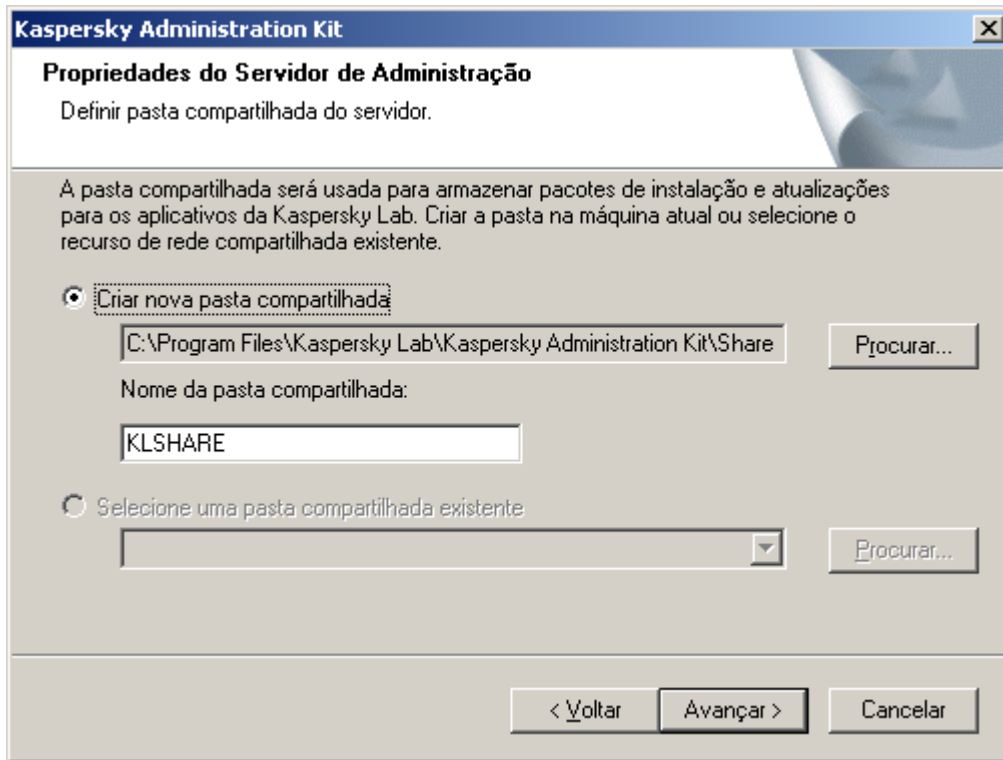 Kaspersky Administration Kit
Propriedades do Servidor de Administração
Definir pasta compartilhada do servidor.
A pasta compartilhada será usada para armazenar pacotes de instalação e atualizações
para os aplicativos da Kaspersky Lab. Criar a pasta na máquina atual ou selecione o
recurso de rede compartilhada existente.
Criar nova pasta compartilhada
C:\Program Files\Kaspersky Lab\Kaspersky Administration Kit\Share
Procurar...
Nome da pasta compartilhada:
KLSHARE
Selecione uma pasta compartilhada existente
Procurar...
< Voltar
Avançar >
Cancelar